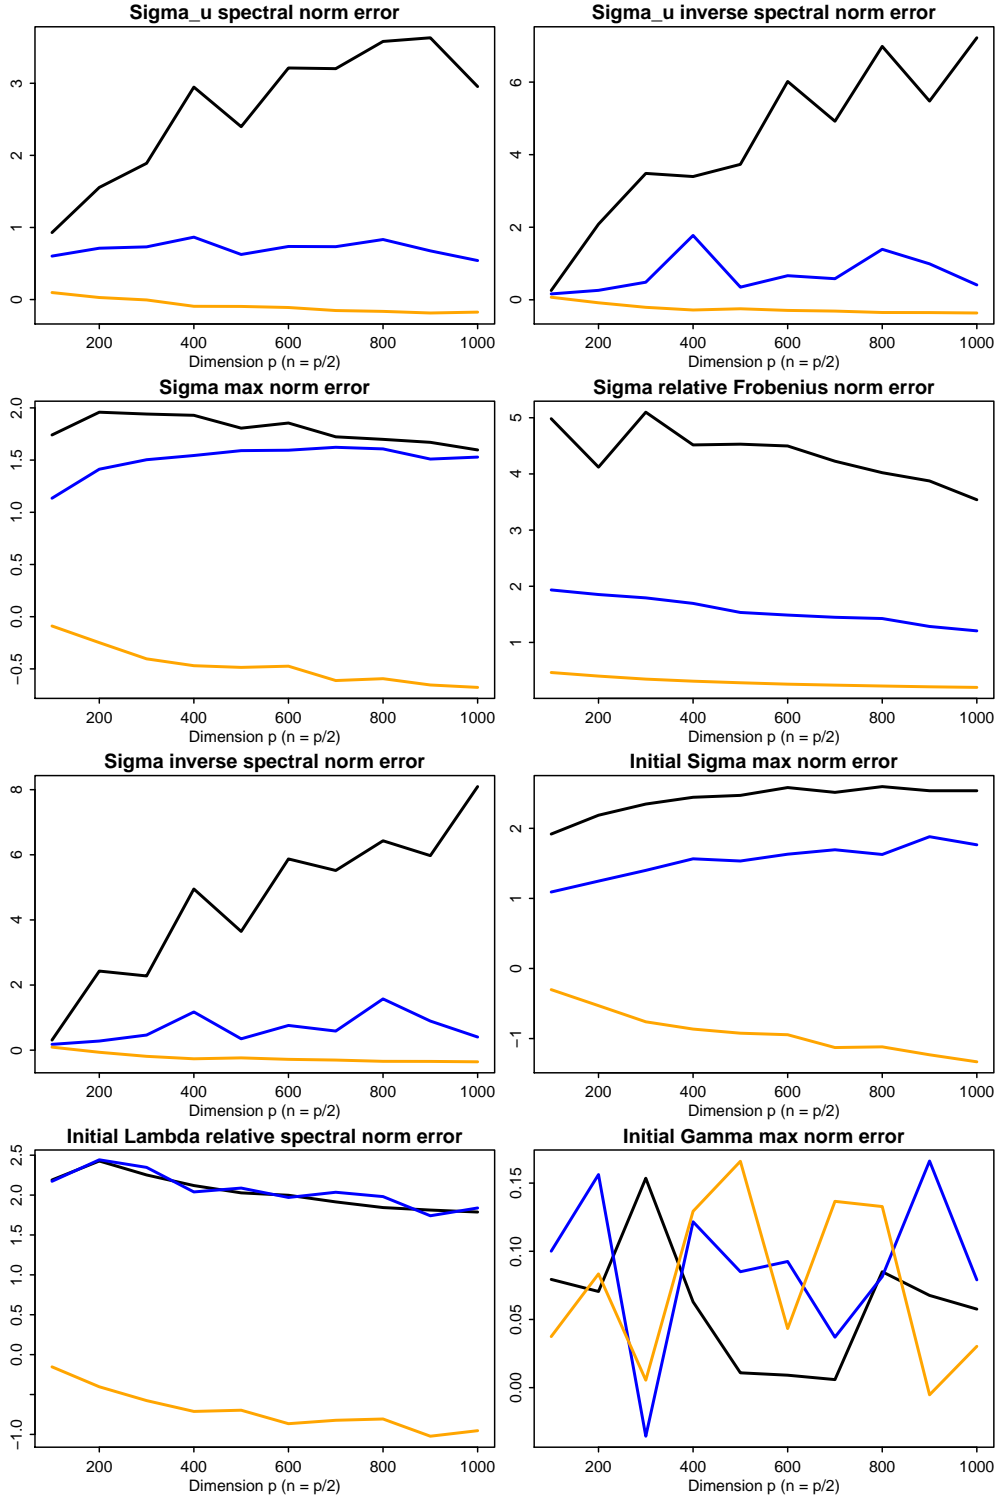 Sigma_u spectral norm error
0 1 2 3
200 400 600 800 1000
Dimension p (n = p/2)
Sigma_u inverse spectral norm error
0 2 4 6
200 400 600 800 1000
Dimension p (n = p/2)
Sigma max norm error
−0.5 0.0 0.5 1.0 1.5 2.0
200 400 600 800 1000
Dimension p (n = p/2)
Sigma relative Frobenius norm error
1 2 3 4 5
200 400 600 800 1000
Dimension p (n = p/2)
Sigma inverse spectral norm error
0 2 4 6 8
200 400 600 800 1000
Dimension p (n = p/2)
Initial Sigma max norm error
−1 0 1 2
200 400 600 800 1000
Dimension p (n = p/2)
Initial Lambda relative spectral norm error
−1.0 0.0 0.5 1.0 1.5 2.0 2.5
200 400 600 800 1000
Dimension p (n = p/2)
Initial Gamma max norm error
0.00 0.05 0.10 0.15
200 400 600 800 1000
Dimension p (n = p/2)